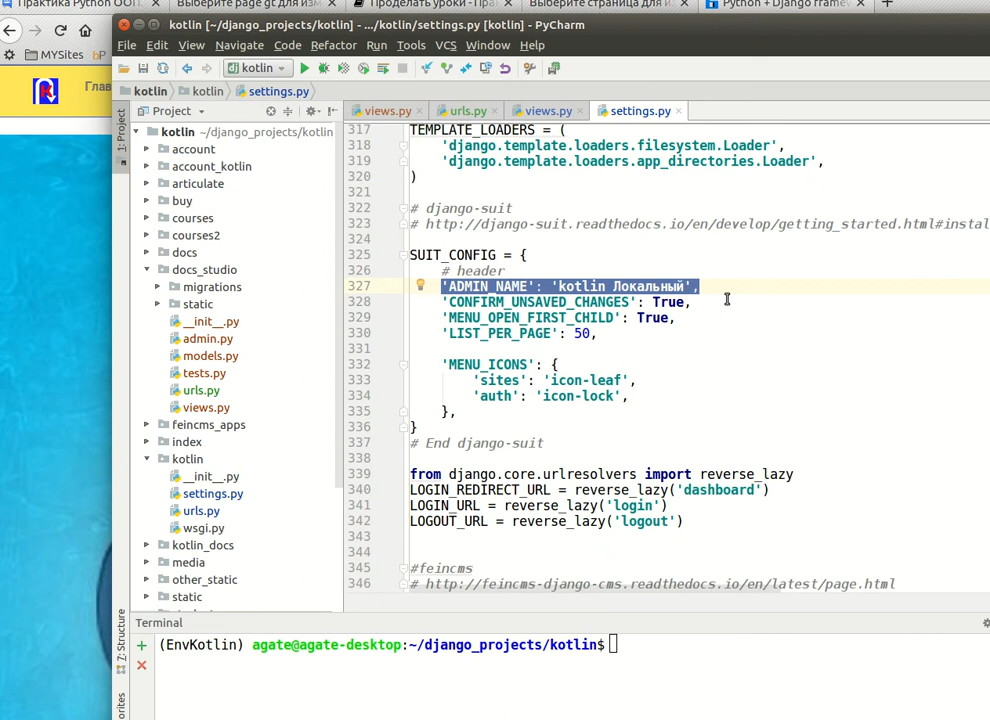 Практика Python ООП.
Выберите page gt для изм
Проделать уроки - Пра
Выберите страница для и
Python + Django framew
kotlin [~/django_projects/kotlin] - .../kotlin/settings.py [kotlin] - PyCharm
File Edit View Navigate Code Refactor Run Tools VCS Window Help
MYSites
kotlin
Глав
kotlin kotlin settings.py
Project
views.py urls.py views.py settings.py
1: Project
kotlin ~/django_projects/kotlin
account
account_kotlin
articulate
buy
courses
courses2
docs
docs_studio
migrations
static
__init__.py
admin.py
models.py
tests.py
urls.py
views.py
feincms_apps
index
kotlin
__init__.py
settings.py
urls.py
wsgi.py
kotlin_docs
media
other_static
static
317 TEMPLATE_LOADERS = (
318 'django.template.loaders.filesystem.Loader',
319 'django.template.loaders.app_directories.Loader',
320 )
321
322 # django-suit
323 # http://django-suit.readthedocs.io/en/develop/getting_started.html#instal
324
325 SUIT_CONFIG = {
326 # header
327 'ADMIN_NAME': 'kotlin Локальный',
328 'CONFIRM_UNSAVED_CHANGES': True,
329 'MENU_OPEN_FIRST_CHILD': True,
330 'LIST_PER_PAGE': 50,
331
332 'MENU_ICONS': {
333 'sites': 'icon-leaf',
334 'auth': 'icon-lock',
335 },
336 }
337 # End django-suit
338
339 from django.core.urlresolvers import reverse_lazy
340 LOGIN_REDIRECT_URL = reverse_lazy('dashboard')
341 LOGIN_URL = reverse_lazy('login')
342 LOGOUT_URL = reverse_lazy('logout')
343
344
345 #feincms
346 # http://feincms-django-cms.readthedocs.io/en/latest/page.html
7: Structure
Terminal
(EnvKotlin) agate@agate-desktop:~/django_projects/kotlin$